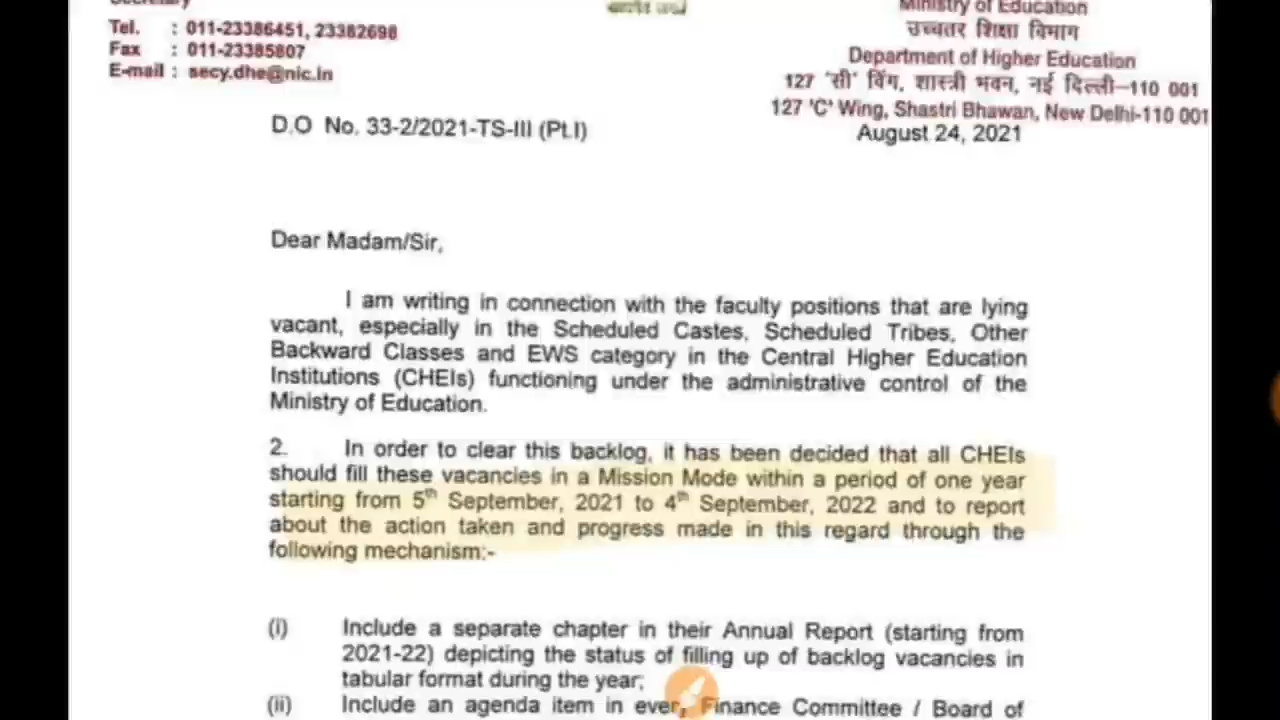 Secretary
Tel. : 011-23386451, 23382698
Fax : 011-23385807
E-mail : secy.dhe@nic.in
Ministry of Education
उच्चतर शिक्षा विभाग
Department of Higher Education
127 'सी' विंग, शास्त्री भवन, नई दिल्ली–110 001
127 'C' Wing, Shastri Bhawan, New Delhi-110 001
D.O No. 33-2/2021-TS-III (Pt.I)
August 24, 2021
Dear Madam/Sir,
I am writing in connection with the faculty positions that are lying
vacant, especially in the Scheduled Castes, Scheduled Tribes, Other
Backward Classes and EWS category in the Central Higher Education
Institutions (CHEIs) functioning under the administrative control of the
Ministry of Education.
2. In order to clear this backlog, it has been decided that all CHEIs
should fill these vacancies in a Mission Mode within a period of one year
starting from 5th September, 2021 to 4th September, 2022 and to report
about the action taken and progress made in this regard through the
following mechanism:-
(i) Include a separate chapter in their Annual Report (starting from
2021-22) depicting the status of filling up of backlog vacancies in
tabular format during the year;
(ii) Include an agenda item in Finance Committee / Board of